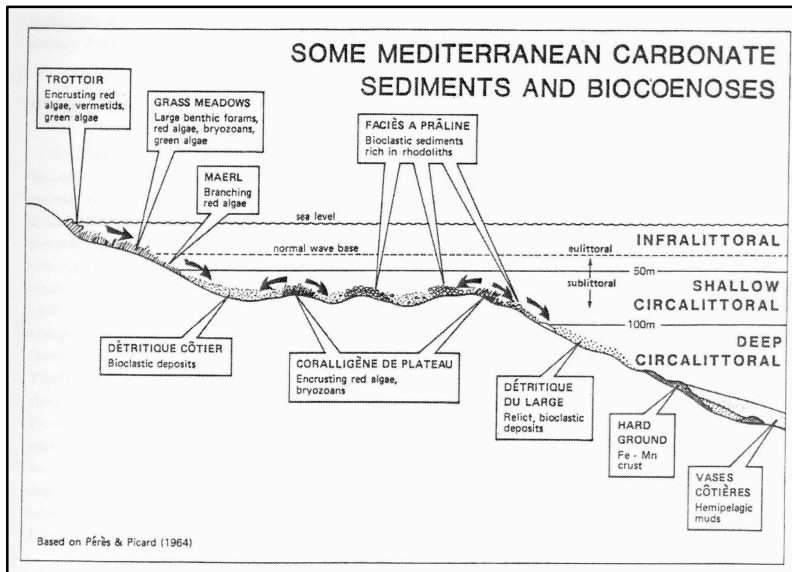 SOME MEDITERRANEAN CARBONATE
SEDIMENTS AND BIOCOENOSES
TROTTOIR
Encrusting red
algae, vermetids,
green algae
GRASS MEADOWS
Large benthic forams,
red algae, bryozoans,
green algae
MAERL
Branching
red algae
FACIÈS A PRÂLINE
Bioclastic sediments
rich in rhodoliths
sea level
normal wave base
eulittoral
INFRALITTORAL
50m
sublittoral
SHALLOW
CIRCALITTORAL
100m
DEEP
CIRCALITTORAL
DÉTRITIQUE CÔTIER
Bioclastic deposits
CORALLIGÈNE DE PLATEAU
Encrusting red algae,
bryozoans
DÉTRITIQUE
DU LARGE
Relict, bioclastic
deposits
HARD
GROUND
Fe - Mn
crust
VASES
CÔTIÈRES
Hemipelagic
muds
Based on Pérès & Picard (1964)